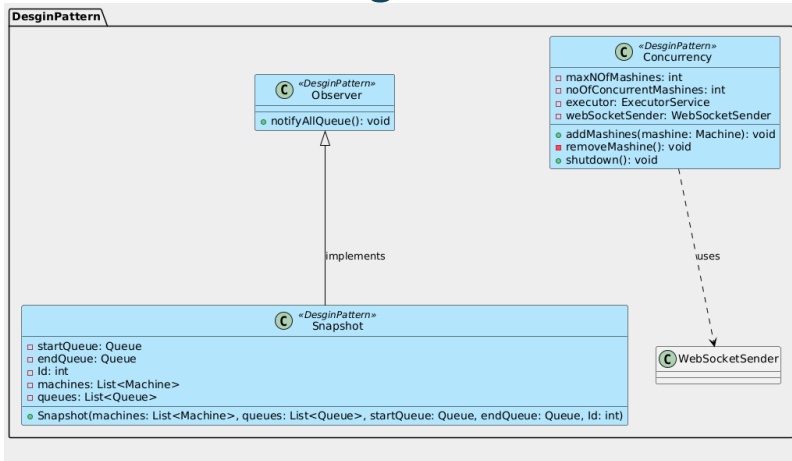 DesginPattern
C
«DesginPattern»
Observer
notifyAllQueue(): void
C
«DesginPattern»
Concurrency
maxNOfMashines: int
noOfConcurrentMashines: int
executor: ExecutorService
webSocketSender: WebSocketSender
addMashines(mashine: Machine): void
removeMashine(): void
shutdown(): void
implements
uses
C
«DesginPattern»
Snapshot
startQueue: Queue
endQueue: Queue
Id: int
machines: List<Machine>
queues: List<Queue>
Snapshot(machines: List<Machine>, queues: List<Queue>, startQueue: Queue, endQueue: Queue, Id: int)
C WebSocketSender